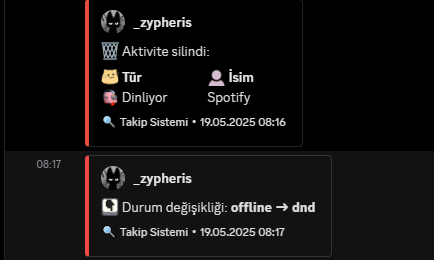 _zypheris
Aktivite silindi:
Tür İsim
Dinliyor Spotify
Takip Sistemi • 19.05.2025 08:16
08:17
_zypheris
Durum değişikliği: offline → dnd
Takip Sistemi • 19.05.2025 08:17